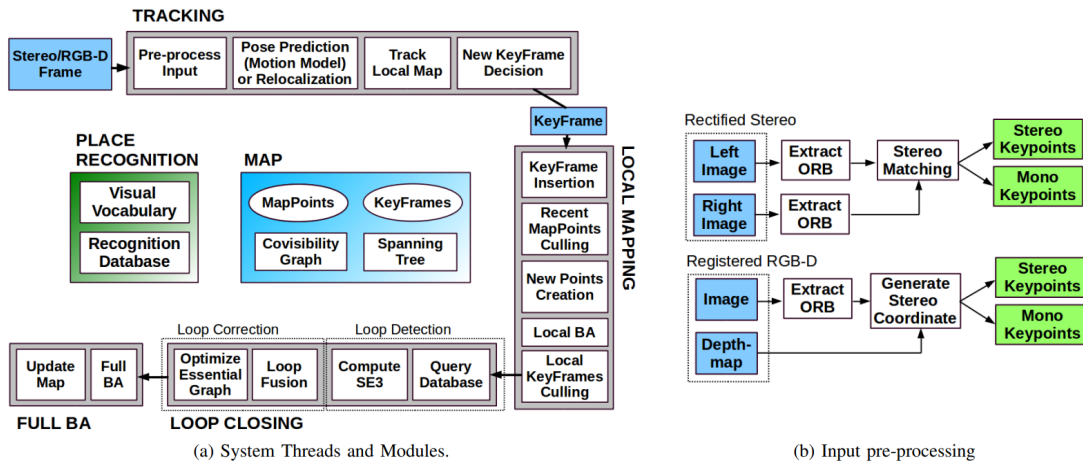 TRACKING
Stereo/RGB-D
Frame
Pre-process
Input
Pose Prediction
(Motion Model)
or Relocalization
Track
Local Map
New KeyFrame
Decision
KeyFrame
PLACE
RECOGNITION
Visual
Vocabulary
Recognition
Database
MAP
MapPoints
KeyFrames
Covisibility
Graph
Spanning
Tree
LOCAL MAPPING
KeyFrame
Insertion
Recent
MapPoints
Culling
New Points
Creation
Local BA
Local
KeyFrames
Culling
Loop Correction
Loop Detection
Optimize
Essential
Graph
Loop
Fusion
Compute
SE3
Query
Database
Update
Map
Full
BA
FULL BA
LOOP CLOSING
(a) System Threads and Modules.
Rectified Stereo
Left
Image
Extract
ORB
Stereo
Matching
Stereo
Keypoints
Mono
Keypoints
Right
Image
Extract
ORB
Registered RGB-D
Image
Extract
ORB
Generate
Stereo
Coordinate
Stereo
Keypoints
Mono
Keypoints
Depth-
map
(b) Input pre-processing